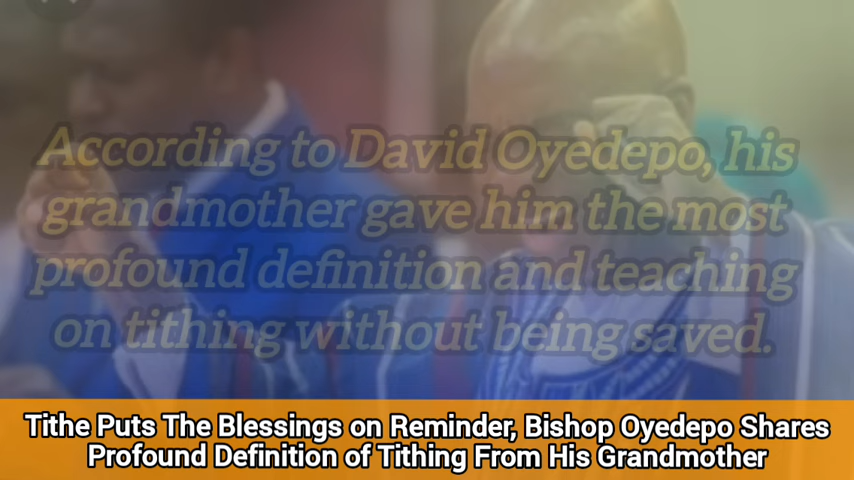 According to David Oyedepo, his
grandmother gave him the most
profound definition and teaching
on tithing without being saved.
Tithe Puts The Blessings on Reminder, Bishop Oyedepo Shares
Profound Definition of Tithing From His Grandmother